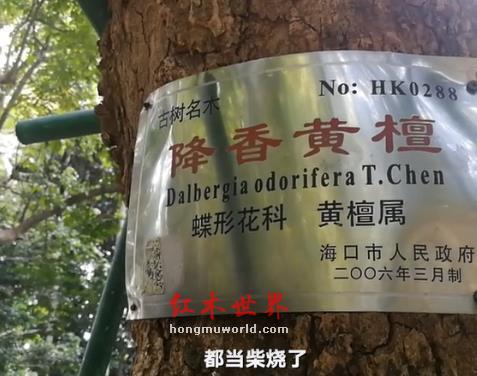 古树名木
No: HK0288
降香黄檀
Dalbergia odorifera T.Chen
蝶形花科 黄檀属
海口市人民政府
二〇〇六年三月制
红木世界
hongmuworld.com
都当柴烧了